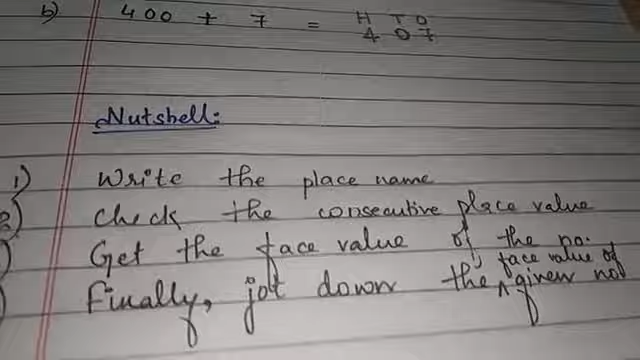 b) 400 + 7 = H T O
4 0 7
Nutshell:
1) Write the place name
2) Check the consecutive place value
) Get the face value of the no.
) Finally, jot down the face value of given no